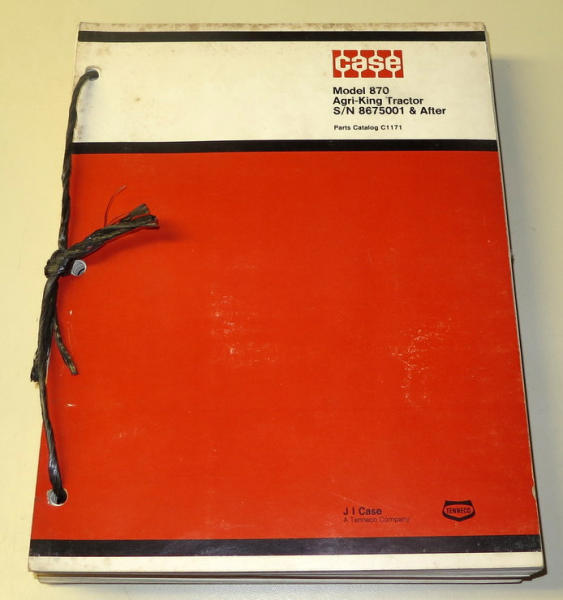 case
Model 870
Agri-King Tractor
S/N 8675001 & After
Parts Catalog C1171
J I Case
A Tenneco Company
TENNECO